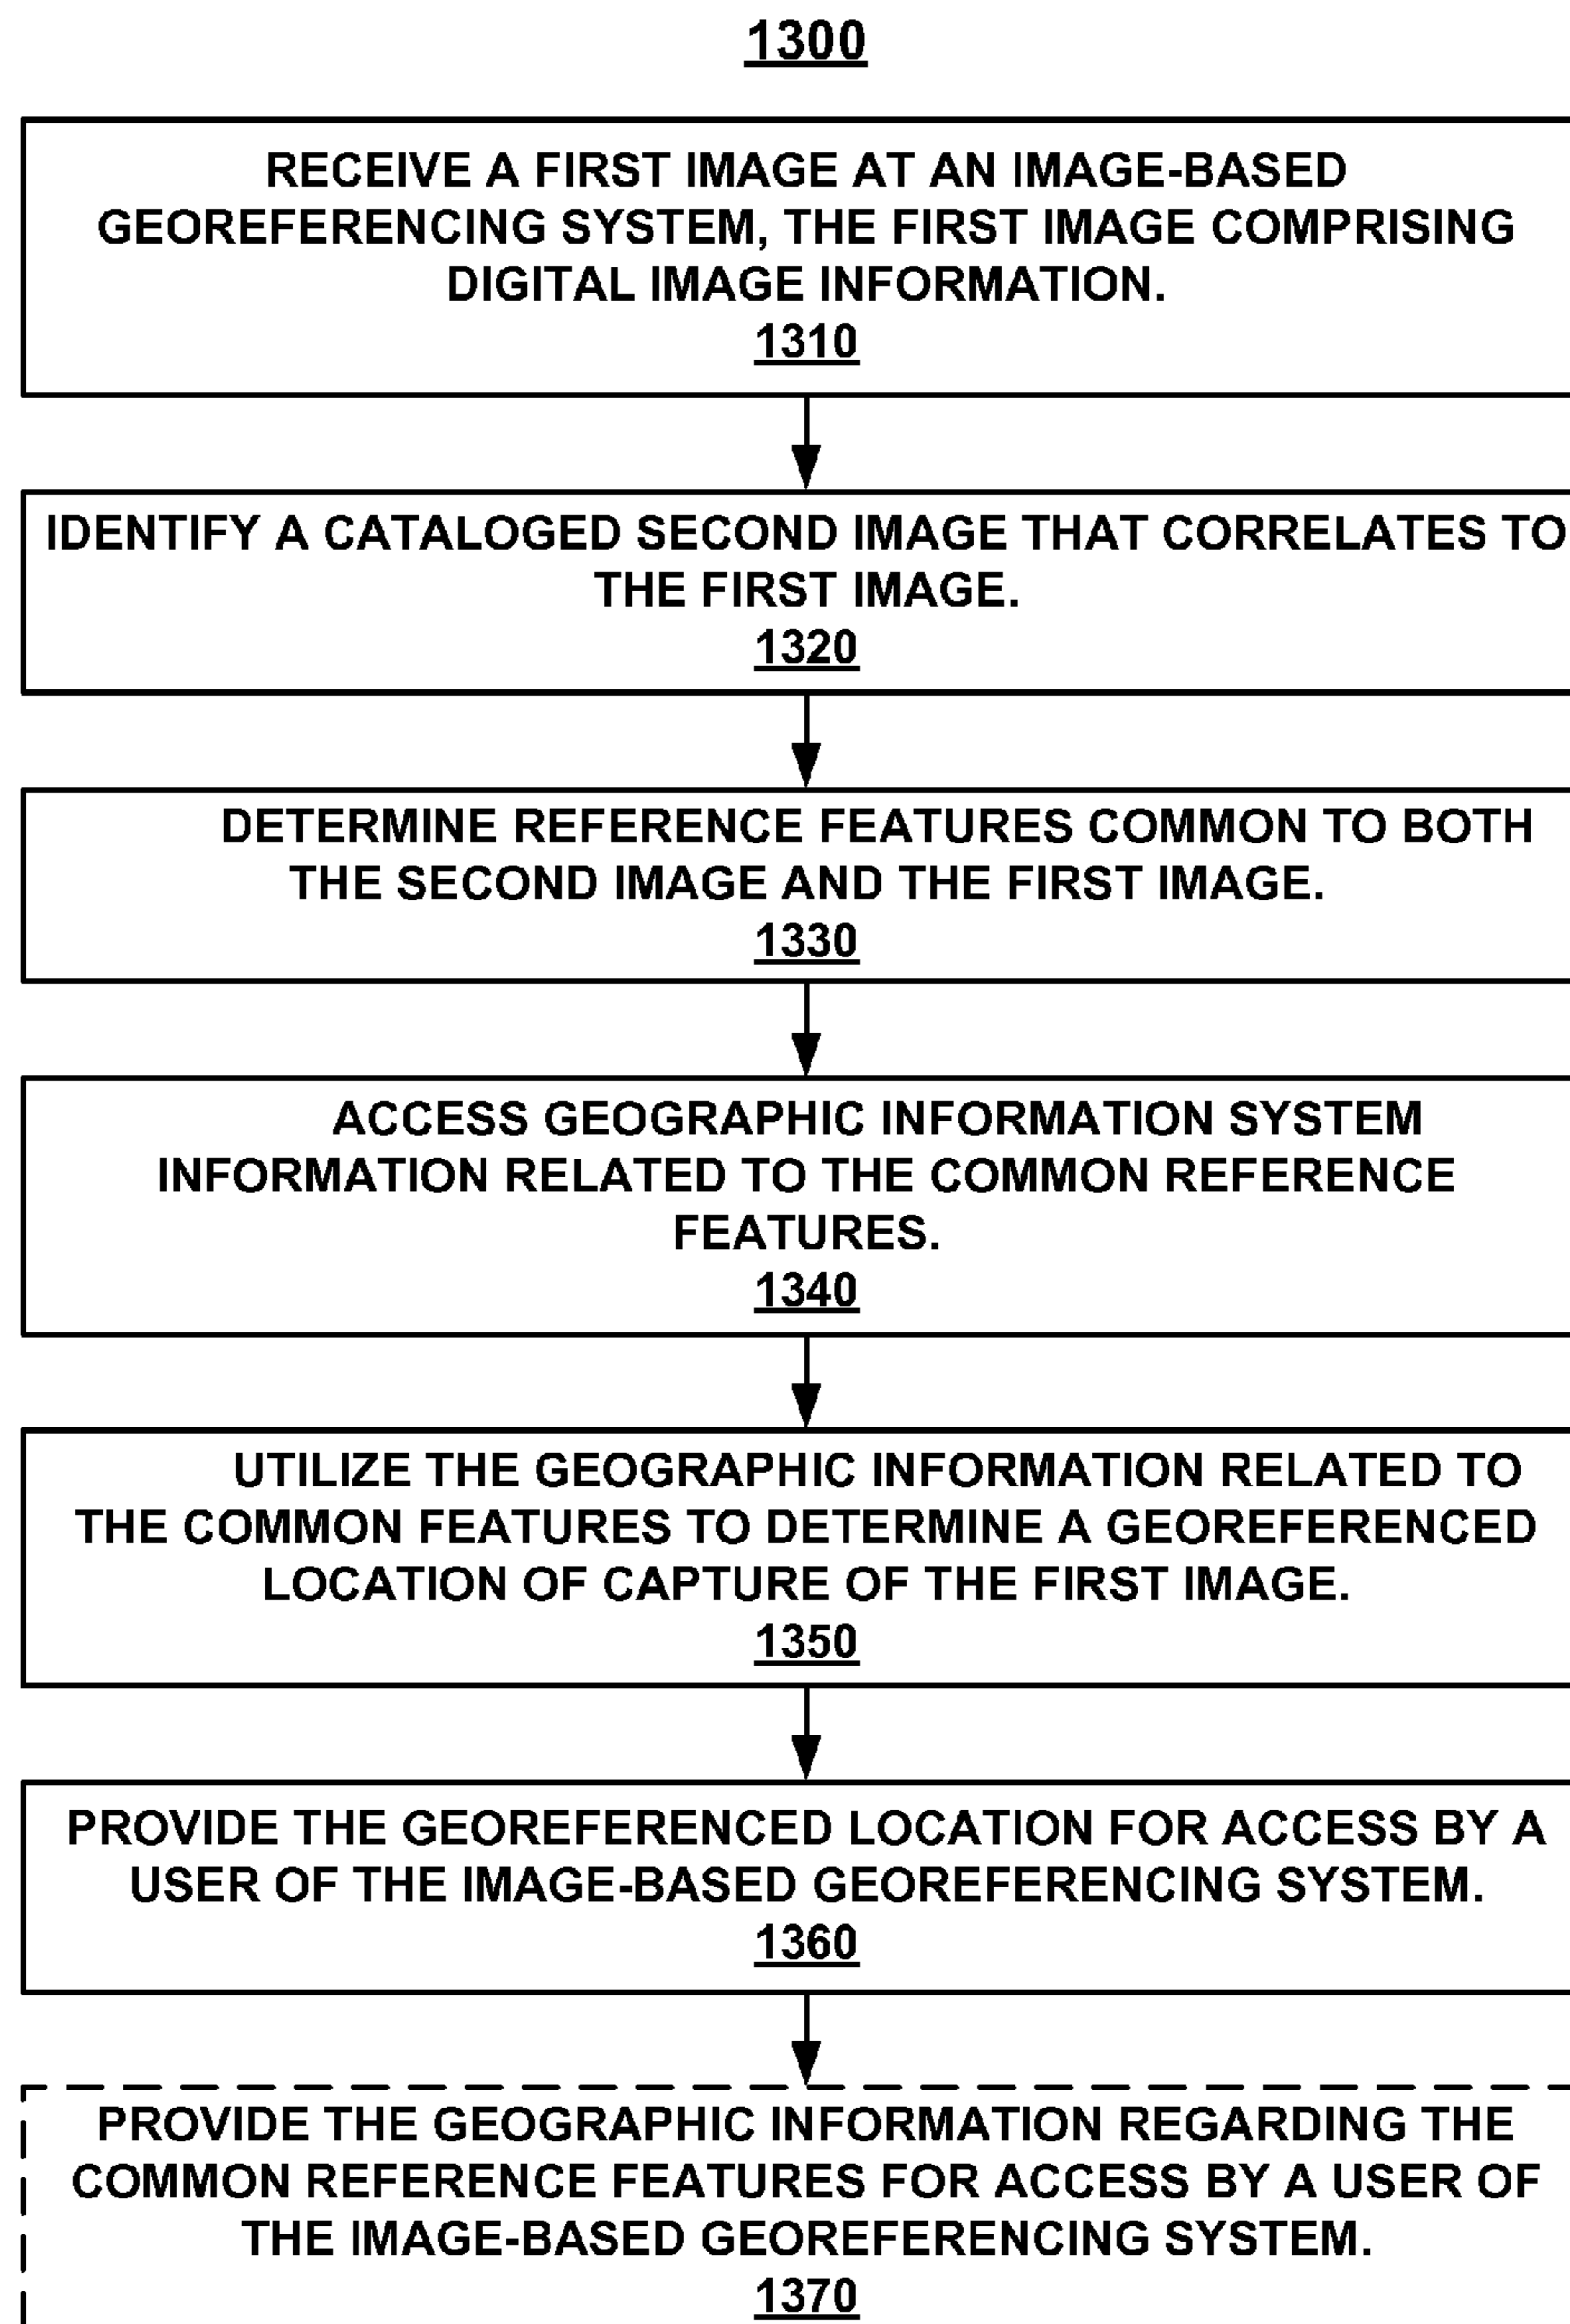 1300
RECEIVE A FIRST IMAGE AT AN IMAGE-BASED
GEOREFERENCING SYSTEM, THE FIRST IMAGE COMPRISING
DIGITAL IMAGE INFORMATION.
1310
IDENTIFY A CATALOGED SECOND IMAGE THAT CORRELATES TO
THE FIRST IMAGE.
1320
DETERMINE REFERENCE FEATURES COMMON TO BOTH
THE SECOND IMAGE AND THE FIRST IMAGE.
1330
ACCESS GEOGRAPHIC INFORMATION SYSTEM
INFORMATION RELATED TO THE COMMON REFERENCE
FEATURES.
1340
UTILIZE THE GEOGRAPHIC INFORMATION RELATED TO
THE COMMON FEATURES TO DETERMINE A GEOREFERENCED
LOCATION OF CAPTURE OF THE FIRST IMAGE.
1350
PROVIDE THE GEOREFERENCED LOCATION FOR ACCESS BY A
USER OF THE IMAGE-BASED GEOREFERENCING SYSTEM.
1360
PROVIDE THE GEOGRAPHIC INFORMATION REGARDING THE
COMMON REFERENCE FEATURES FOR ACCESS BY A USER OF
THE IMAGE-BASED GEOREFERENCING SYSTEM.
1370